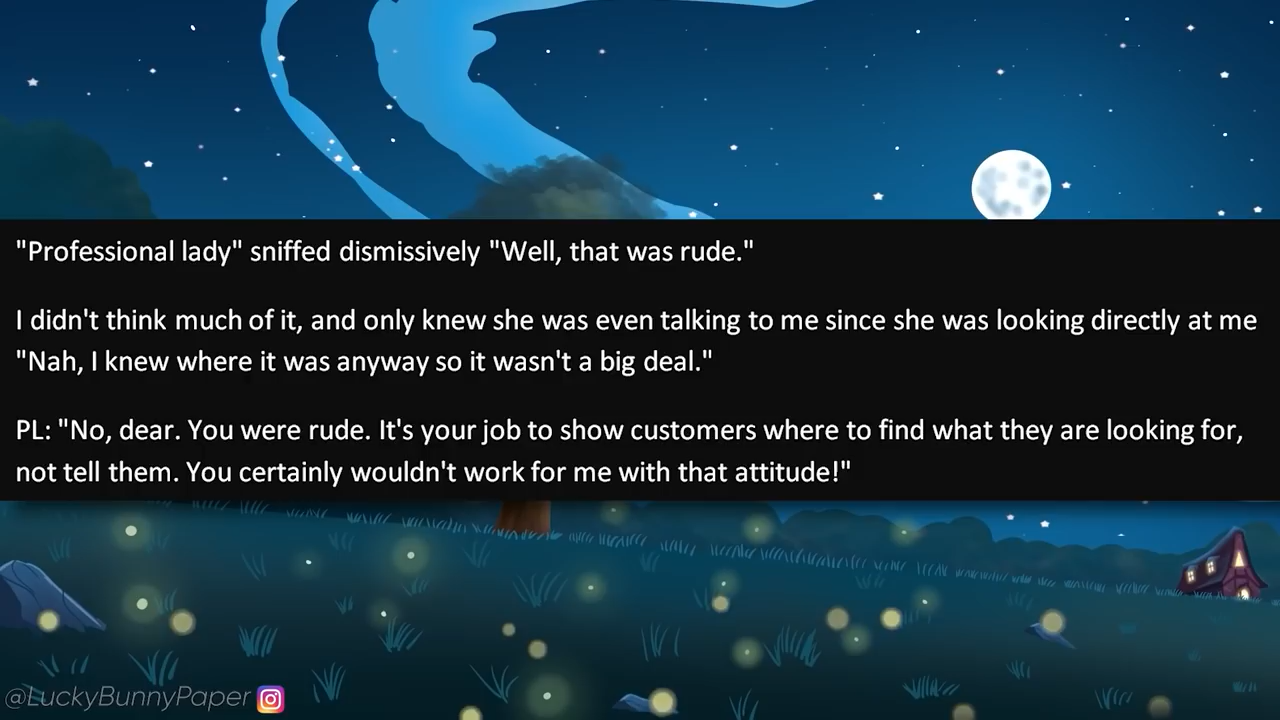 "Professional lady" sniffed dismissively "Well, that was rude."
I didn't think much of it, and only knew she was even talking to me since she was looking directly at me
"Nah, I knew where it was anyway so it wasn't a big deal."
PL: "No, dear. You were rude. It's your job to show customers where to find what they are looking for,
not tell them. You certainly wouldn't work for me with that attitude!"
@LuckyBunnyPaper